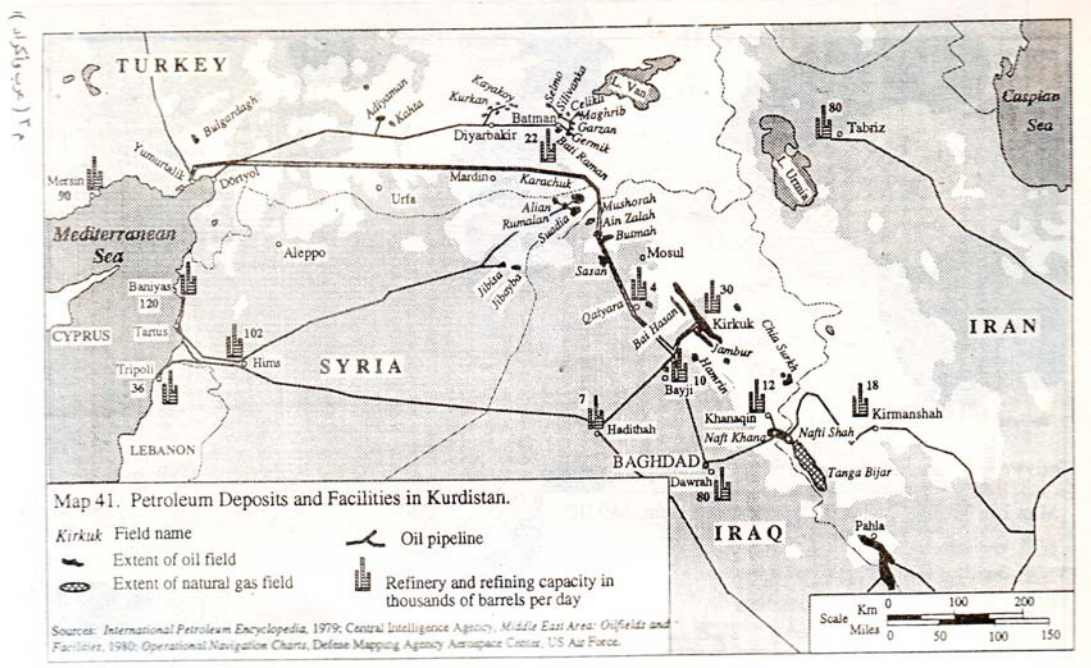 م ٣ (عرب وأكراد))
TURKEY
Bulgardagh
Adiyaman
Kahta
Kayakoy
Kurkan
Selmo
Silivanka
Celikli
Maghrib
Garzan
Germik
Batman
Diyarbakir
22
Bati Raman
L. Van
80
Tabriz
Caspian
Sea
L. Urmia
Yumurtalik
Dörtyol
Mersin
90
Mardin
Karachuk
Urfa
Alian
Rumalan
Suadia
Mushorah
Ain Zalah
Butmah
Mediterranean
Sea
Aleppo
Mosul
Sasan
Jibisa
Jibayba
4
Qaiyara
30
Kirkuk
Bai Hasan
Jambur
Hamrin
Chia Surkh
IRAN
Baniyas
120
CYPRUS
Tartus
102
Hims
SYRIA
Tripoli
36
10
Bayji
7
Hadithah
12
Khanaqin
18
Kirmanshah
Naft Khana
Nafti Shah
LEBANON
BAGHDAD
Dawrah
80
Tanga Bijar
IRAQ
Pahla
Map 41. Petroleum Deposits and Facilities in Kurdistan.
Kirkuk Field name
Extent of oil field
Extent of natural gas field
Oil pipeline
Refinery and refining capacity in
thousands of barrels per day
Sources: International Petroleum Encyclopedia, 1979; Central Intelligence Agency, Middle East Area: Oilfields and
Facilities, 1980; Operational Navigation Charts, Defense Mapping Agency Aerospace Center, US Air Force.
Scale
Km 0 100 200
Miles 0 50 100 150